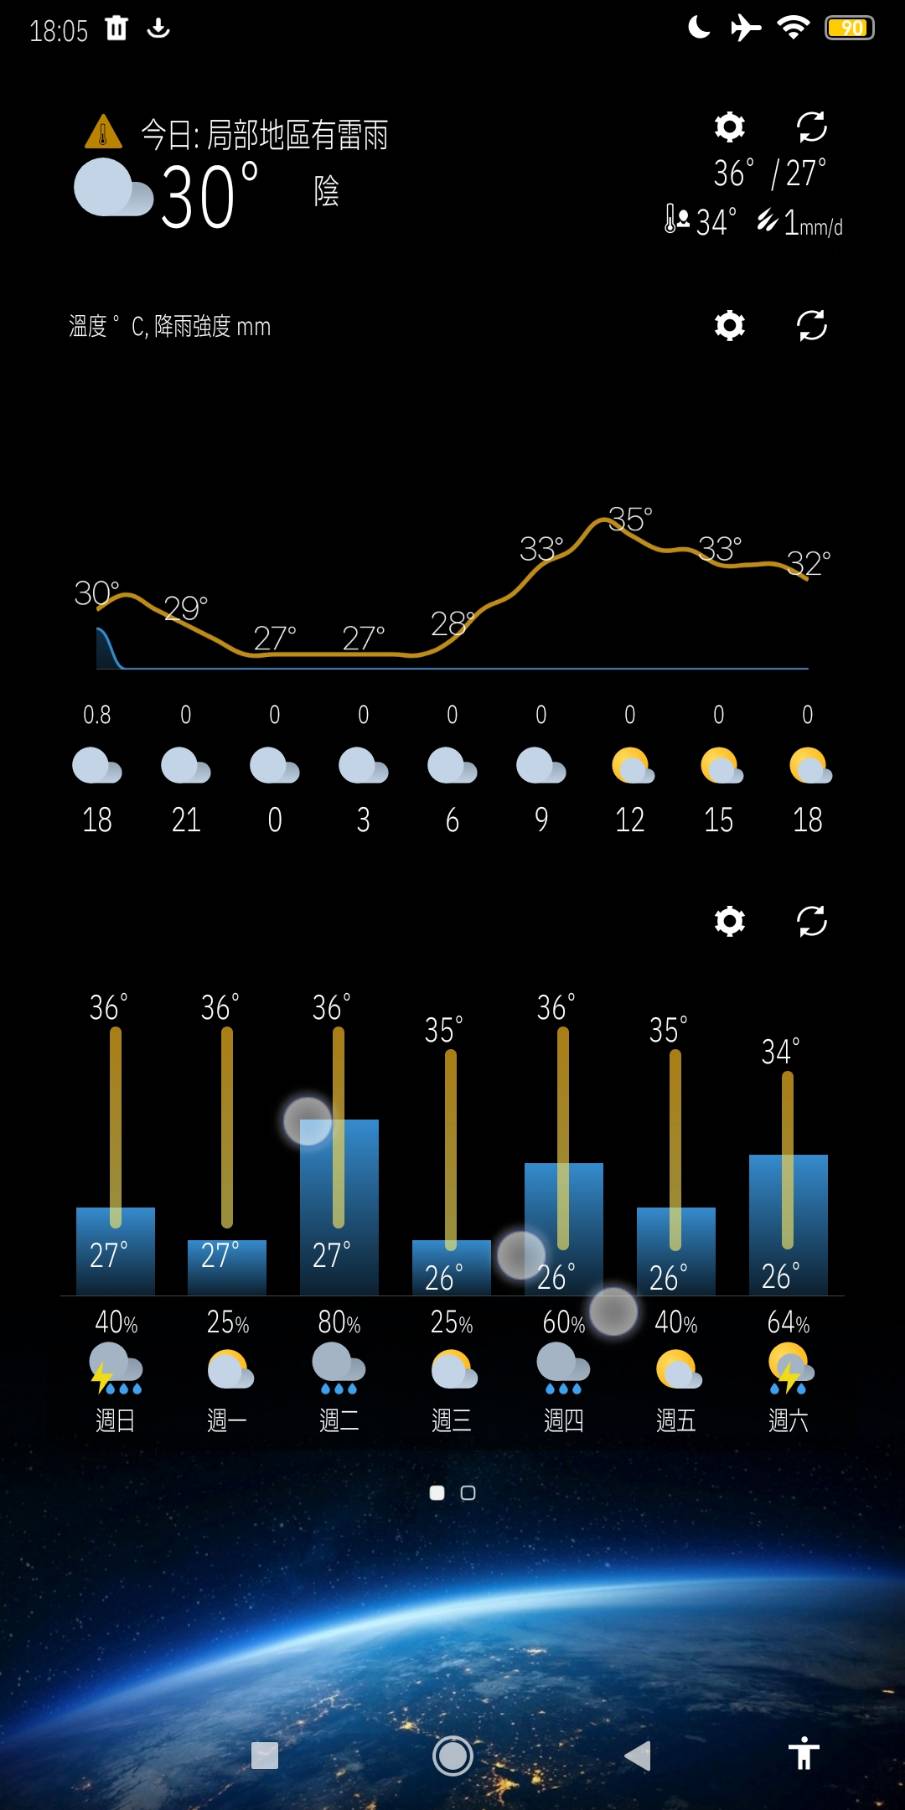 18:05 90
今日: 局部地區有雷雨
30° 陰 36° / 27°
34° 1mm/d
溫度 ° C, 降雨強度 mm
30° 29° 27° 27° 28° 33° 35° 33° 32°
0.8 0 0 0 0 0 0 0 0
18 21 0 3 6 9 12 15 18
36° 36° 36° 35° 36° 35° 34°
27° 27° 27° 26° 26° 26° 26°
40% 25% 80% 25% 60% 40% 64%
週日 週一 週二 週三 週四 週五 週六